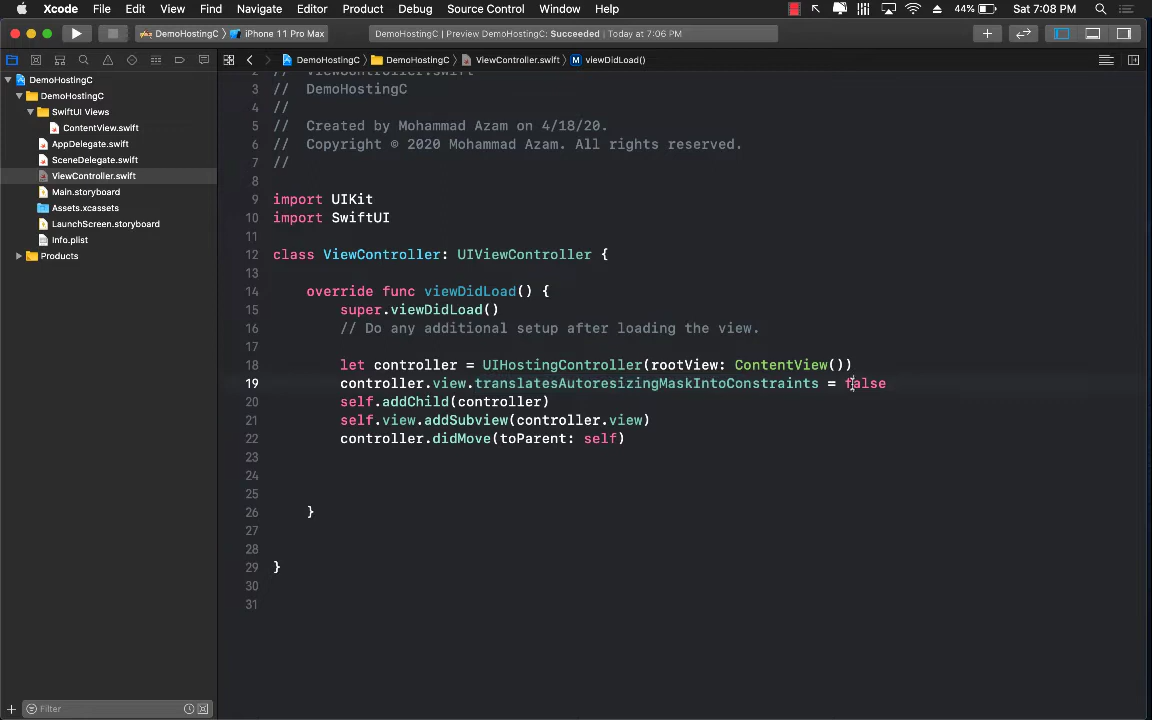 Xcode File Edit View Find Navigate Editor Product Debug Source Control Window Help 44% Sat 7:08 PM
DemoHostingC iPhone 11 Pro Max DemoHostingC | Preview DemoHostingC: Succeeded | Today at 7:06 PM
DemoHostingC DemoHostingC ViewController.swift M viewDidLoad()
DemoHostingC
DemoHostingC
SwiftUI Views
ContentView.swift
AppDelegate.swift
SceneDelegate.swift
ViewController.swift
Main.storyboard
Assets.xcassets
LaunchScreen.storyboard
Info.plist
Products
Filter
2 // ViewController.swift
3 // DemoHostingC
4 //
5 // Created by Mohammad Azam on 4/18/20.
6 // Copyright © 2020 Mohammad Azam. All rights reserved.
7 //
8
9 import UIKit
10 import SwiftUI
11
12 class ViewController: UIViewController {
13
14 override func viewDidLoad() {
15 super.viewDidLoad()
16 // Do any additional setup after loading the view.
17
18 let controller = UIHostingController(rootView: ContentView())
19 controller.view.translatesAutoresizingMaskIntoConstraints = false
20 self.addChild(controller)
21 self.view.addSubview(controller.view)
22 controller.didMove(toParent: self)
23
24
25
26 }
27
28
29 }
30
31